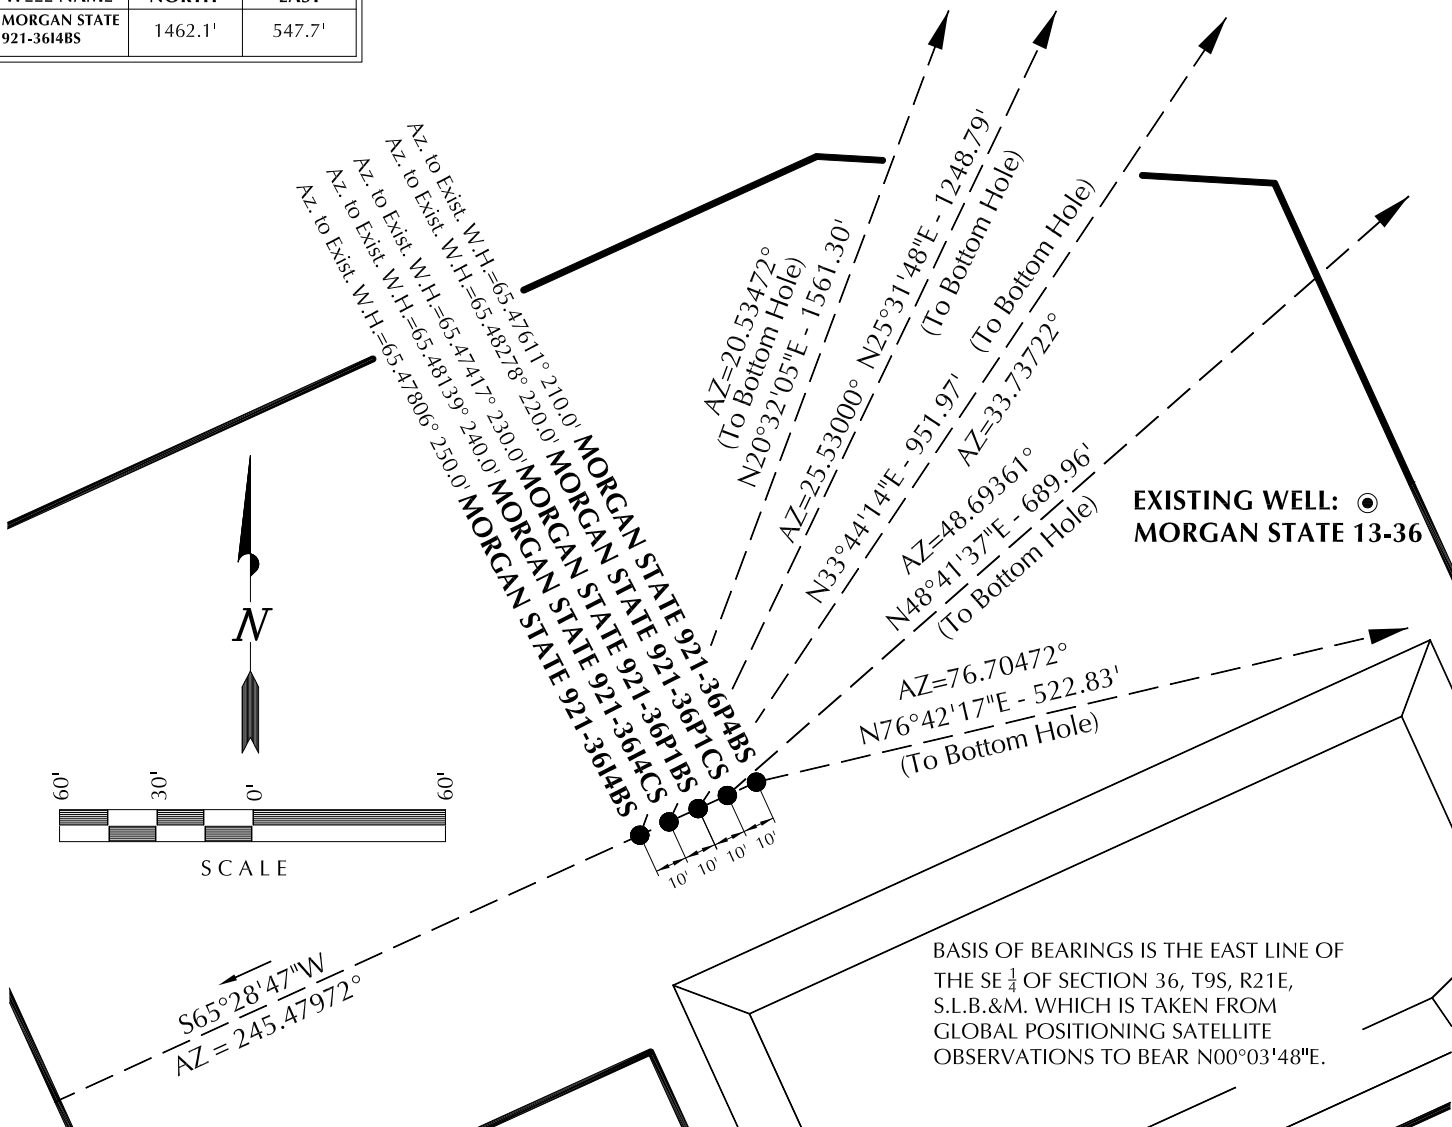 WELL NAME NORTH EAST
MORGAN STATE
921-36I4BS
1462.1' 547.7'
Az. to Exist. W.H.=65.47611° 210.0' MORGAN STATE 921-36P4BS
Az. to Exist. W.H.=65.48278° 220.0' MORGAN STATE 921-36P1CS
Az. to Exist. W.H.=65.47417° 230.0' MORGAN STATE 921-36P1BS
Az. to Exist. W.H.=65.48139° 240.0' MORGAN STATE 921-36I4CS
Az. to Exist. W.H.=65.47806° 250.0' MORGAN STATE 921-36I4BS
AZ=20.53472°
(To Bottom Hole)
N20°32'05"E - 1561.30'
AZ=25.53000° N25°31'48"E - 1248.79'
(To Bottom Hole)
N33°44'14"E - 951.97' (To Bottom Hole)
AZ=33.73722°
AZ=48.69361°
N48°41'37"E - 689.96'
(To Bottom Hole)
EXISTING WELL:
MORGAN STATE 13-36
AZ=76.70472°
N76°42'17"E - 522.83'
(To Bottom Hole)
N
60' 30' 0' 60'
SCALE
10' 10' 10' 10'
S65°28'47"W
AZ = 245.47972°
BASIS OF BEARINGS IS THE EAST LINE OF
THE SE 1/4 OF SECTION 36, T9S, R21E,
S.L.B.&M. WHICH IS TAKEN FROM
GLOBAL POSITIONING SATELLITE
OBSERVATIONS TO BEAR N00°03'48"E.